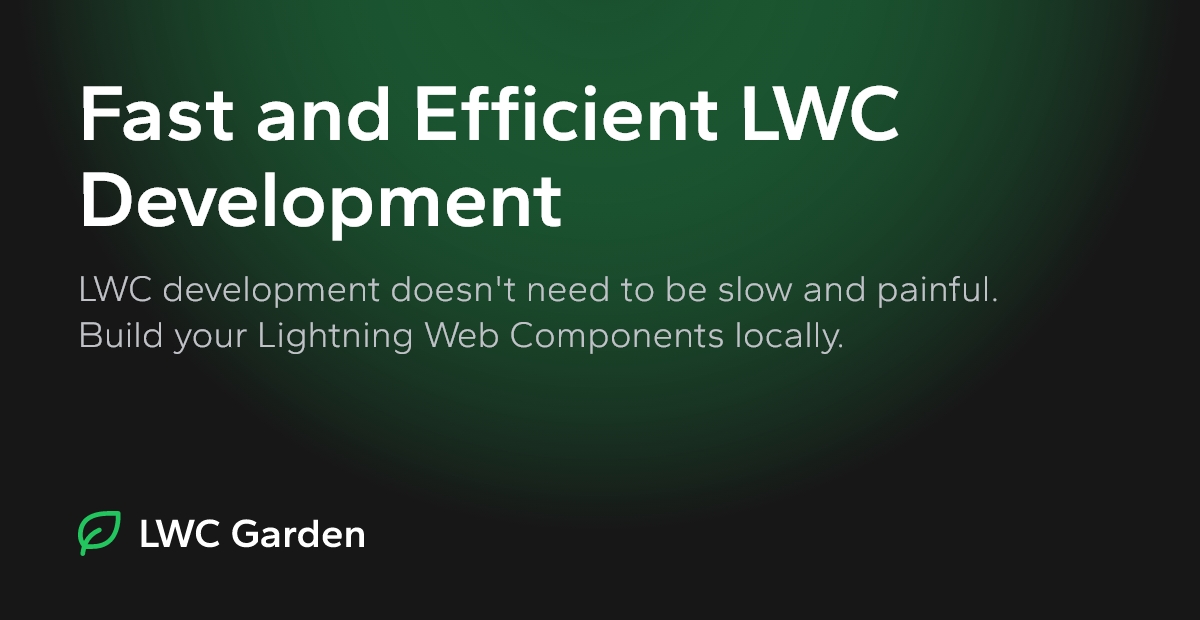 Fast and Efficient LWC
Development
LWC development doesn't need to be slow and painful.
Build your Lightning Web Components locally.
LWC Garden